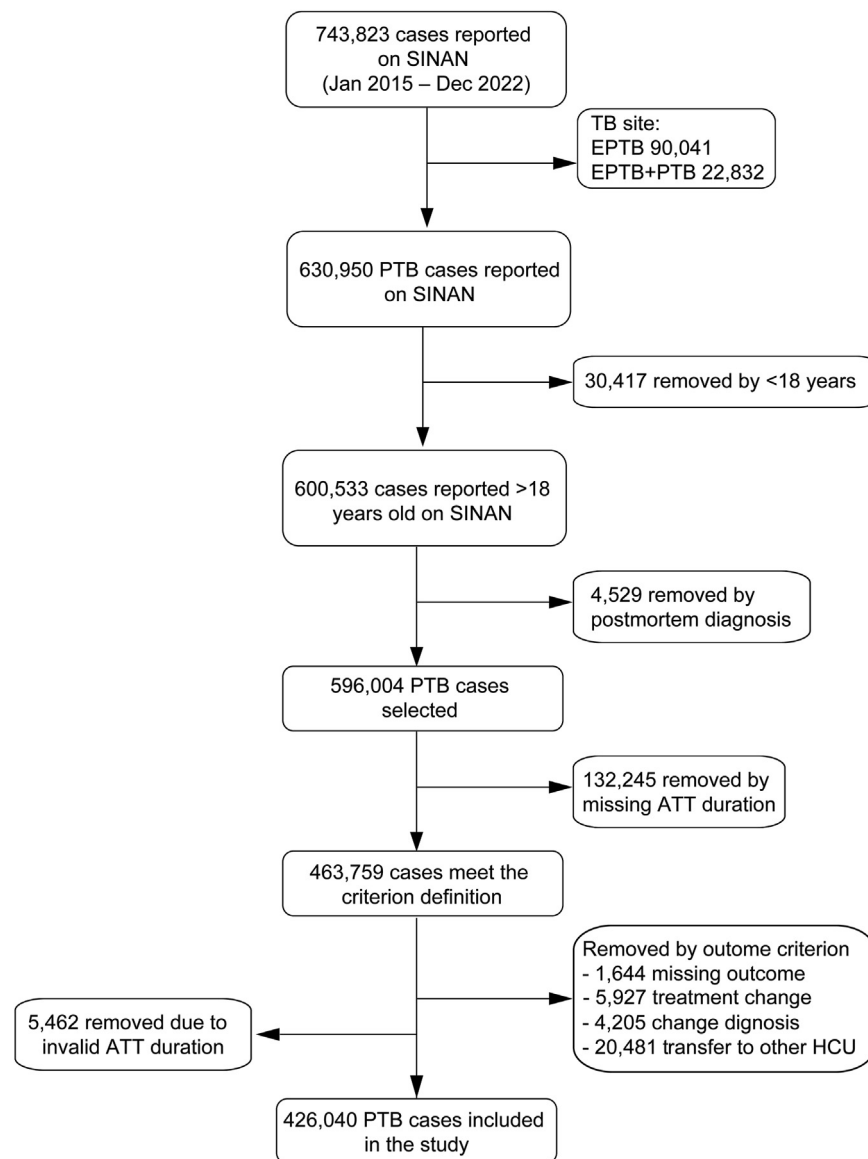 743,823 cases reported
on SINAN
(Jan 2015 – Dec 2022)
TB site:
EPTB 90,041
EPTB+PTB 22,832
630,950 PTB cases reported
on SINAN
30,417 removed by <18 years
600,533 cases reported >18
years old on SINAN
4,529 removed by
postmortem diagnosis
596,004 PTB cases
selected
132,245 removed by
missing ATT duration
463,759 cases meet the
criterion definition
Removed by outome criterion
- 1,644 missing outcome
- 5,927 treatment change
- 4,205 change dignosis
- 20,481 transfer to other HCU
5,462 removed due to
invalid ATT duration
426,040 PTB cases included
in the study